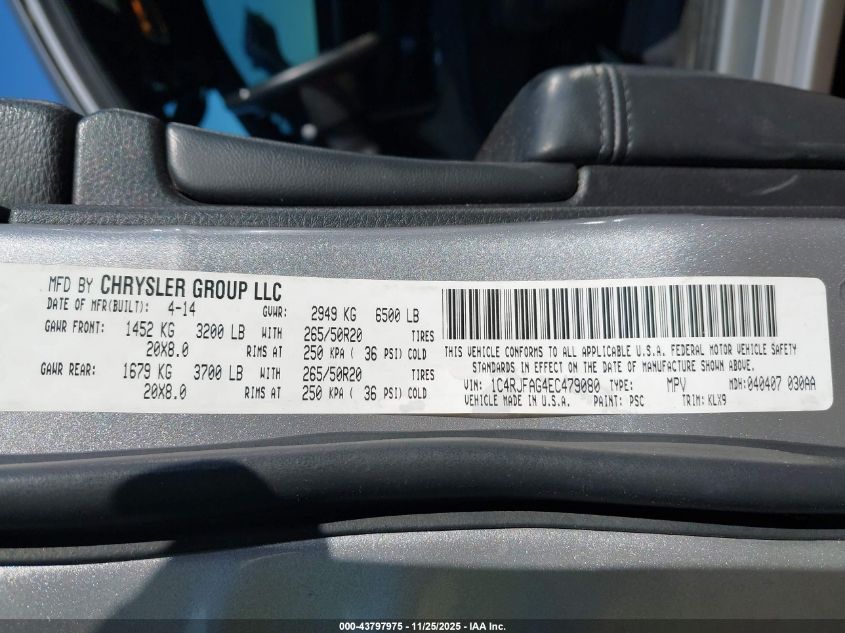 MFD BY CHRYSLER GROUP LLC
DATE OF MFR(BUILT): 4-14 GVWR: 2949 KG 6500 LB
GAWR FRONT: 1452 KG 3200 LB WITH 265/50R20 TIRES
20X8.0 RIMS AT 250 KPA ( 36 PSI) COLD
GAWR REAR: 1679 KG 3700 LB WITH 265/50R20 TIRES
20X8.0 RIMS AT 250 KPA ( 36 PSI) COLD
THIS VEHICLE CONFORMS TO ALL APPLICABLE U.S.A. FEDERAL MOTOR VEHICLE SAFETY
STANDARDS IN EFFECT ON THE DATE OF MANUFACTURE SHOWN ABOVE.
VIN: 1C4RJFAG4EC479080 TYPE: MPV MDH: 040407 030AA
VEHICLE MADE IN U.S.A. PAINT: PSC TRIM: KLX9
000-43797975 - 11/25/2025 - IAA Inc.